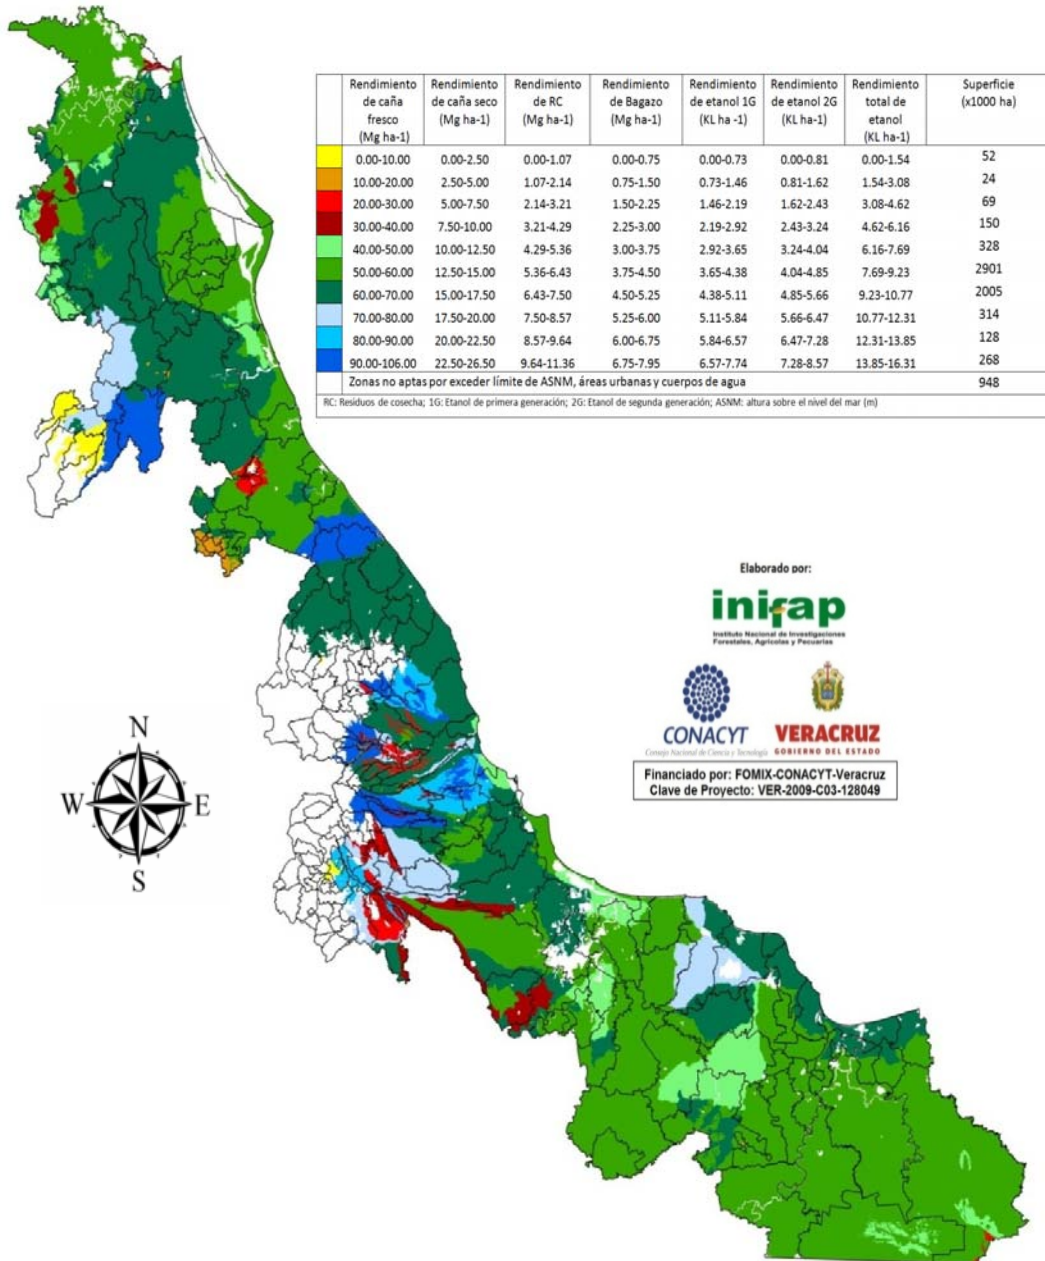 Rendimiento de caña fresco (Mg ha-1) Rendimiento de caña seco (Mg ha-1) Rendimiento de RC (Mg ha-1) Rendimiento de Bagazo (Mg ha-1) Rendimiento de etanol 1G (KL ha -1) Rendimiento de etanol 2G (KL ha-1) Rendimiento total de etanol (KL ha-1) Superficie (x1000 ha)
0.00-10.00 0.00-2.50 0.00-1.07 0.00-0.75 0.00-0.73 0.00-0.81 0.00-1.54 52
10.00-20.00 2.50-5.00 1.07-2.14 0.75-1.50 0.73-1.46 0.81-1.62 1.54-3.08 24
20.00-30.00 5.00-7.50 2.14-3.21 1.50-2.25 1.46-2.19 1.62-2.43 3.08-4.62 69
30.00-40.00 7.50-10.00 3.21-4.29 2.25-3.00 2.19-2.92 2.43-3.24 4.62-6.16 150
40.00-50.00 10.00-12.50 4.29-5.36 3.00-3.75 2.92-3.65 3.24-4.04 6.16-7.69 328
50.00-60.00 12.50-15.00 5.36-6.43 3.75-4.50 3.65-4.38 4.04-4.85 7.69-9.23 2901
60.00-70.00 15.00-17.50 6.43-7.50 4.50-5.25 4.38-5.11 4.85-5.66 9.23-10.77 2005
70.00-80.00 17.50-20.00 7.50-8.57 5.25-6.00 5.11-5.84 5.66-6.47 10.77-12.31 314
80.00-90.00 20.00-22.50 8.57-9.64 6.00-6.75 5.84-6.57 6.47-7.28 12.31-13.85 128
90.00-106.00 22.50-26.50 9.64-11.36 6.75-7.95 6.57-7.74 7.28-8.57 13.85-16.31 268
Zonas no aptas por exceder límite de ASNM, áreas urbanas y cuerpos de agua 948
RC: Residuos de cosecha; 1G: Etanol de primera generación; 2G: Etanol de segunda generación; ASNM: altura sobre el nivel del mar (m)
Elaborado por:
inifap
Instituto Nacional de Investigaciones
Forestales, Agrícolas y Pecuarias
CONACYT
Consejo Nacional de Ciencia y Tecnología
VERACRUZ
GOBIERNO DEL ESTADO
Financiado por: FOMIX-CONACYT-Veracruz
Clave de Proyecto: VER-2009-C03-128049
N
W E
S